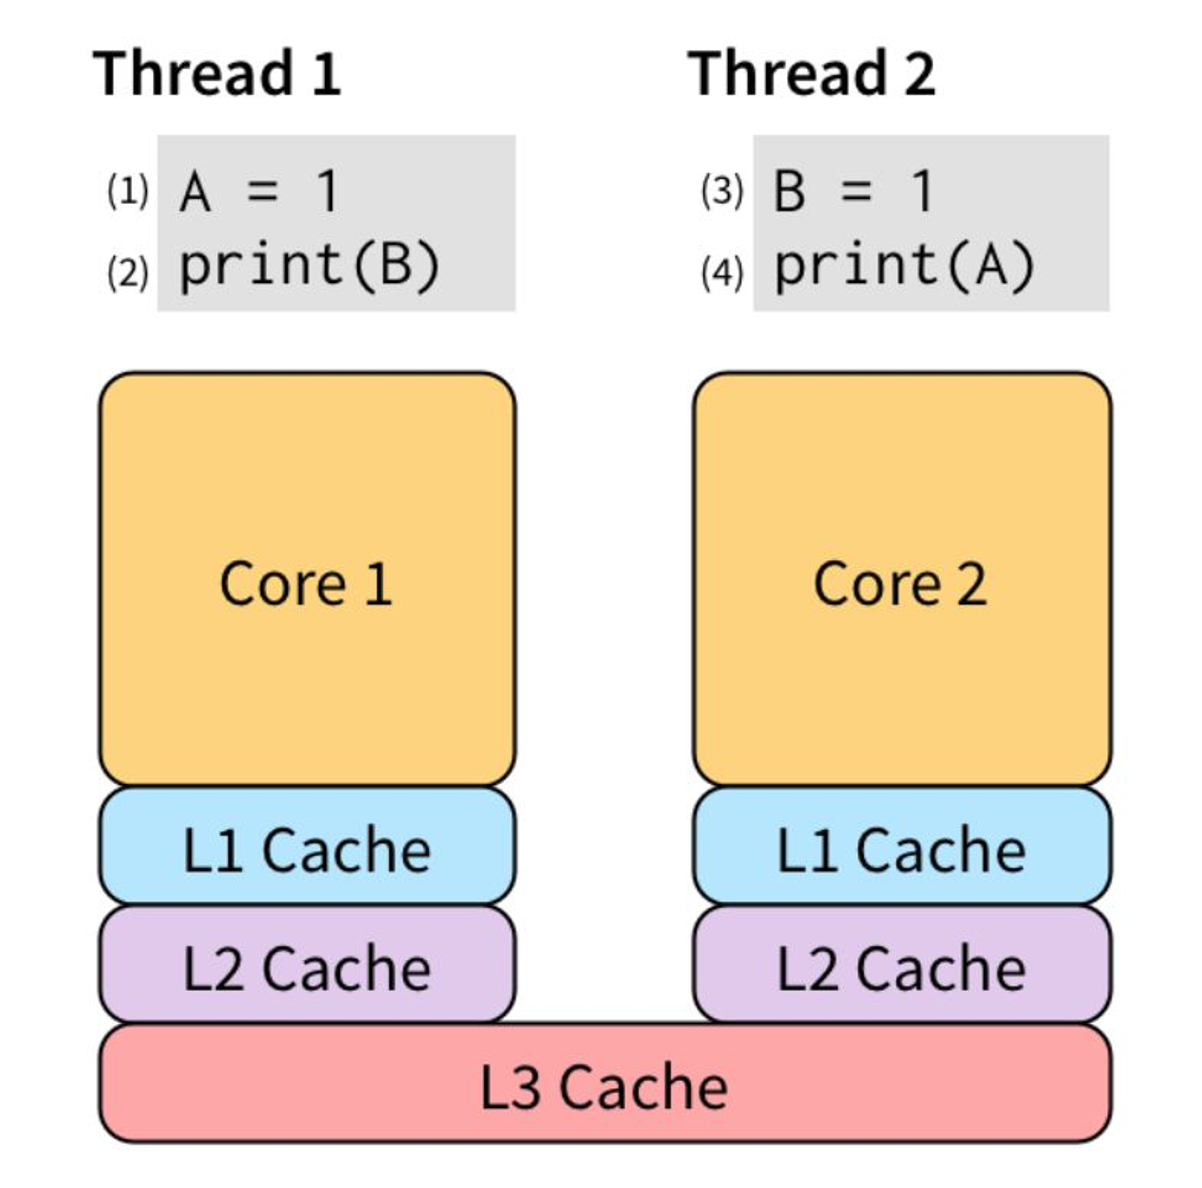 Thread 1
(1) A = 1
(2) print(B)
Thread 2
(3) B = 1
(4) print(A)
Core 1
Core 2
L1 Cache
L1 Cache
L2 Cache
L2 Cache
L3 Cache